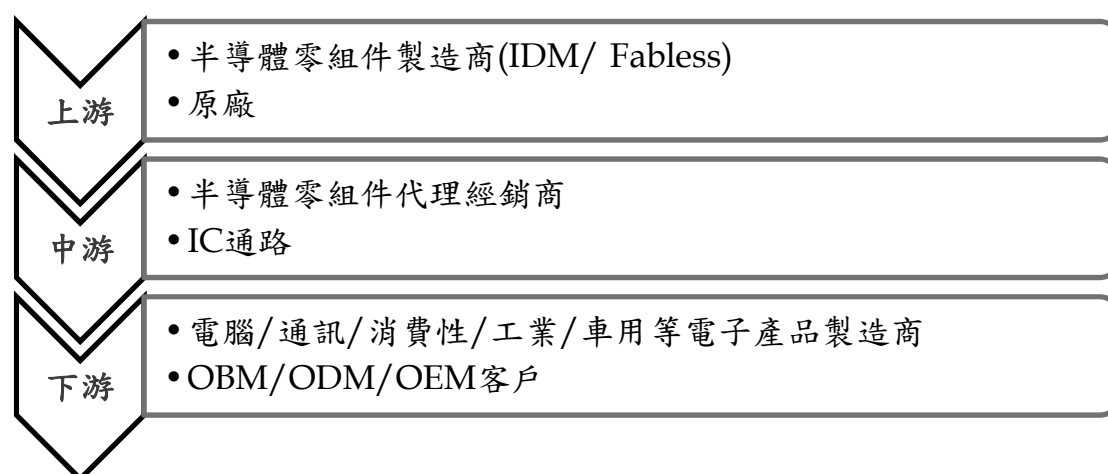 上游
•半導體零組件製造商(IDM/ Fabless)
•原廠
中游
•半導體零組件代理經銷商
•IC通路
下游
•電腦/通訊/消費性/工業/車用等電子產品製造商
•OBM/ODM/OEM客戶